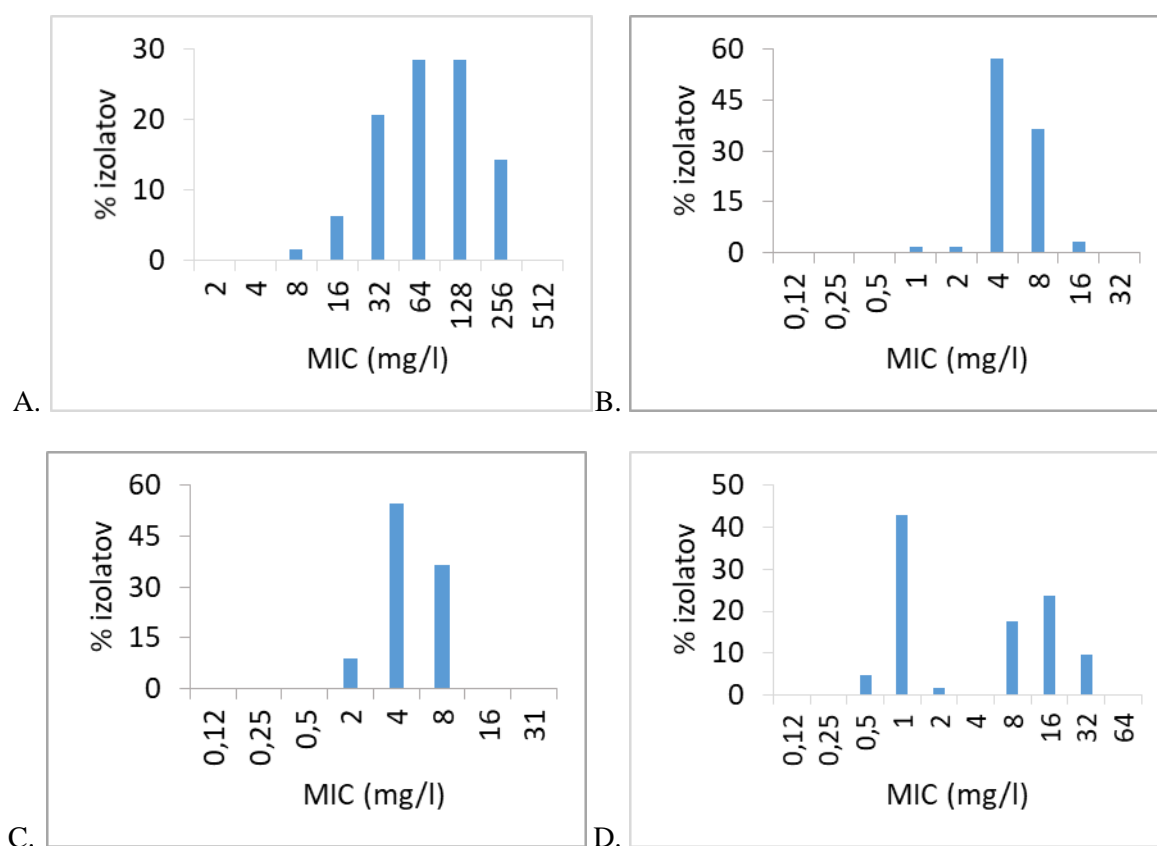 30
20
10
0
% izolatov
2 4 8 16 32 64 128 256 512
MIC (mg/l)
A.
60
45
30
15
0
% izolatov
0,12 0,25 0,5 1 2 4 8 16 32
MIC (mg/l)
B.
60
45
30
15
0
% izolatov
0,12 0,25 0,5 2 4 8 16 31
MIC (mg/l)
C.
50
40
30
20
10
0
% izolatov
0,12 0,25 0,5 1 2 4 8 16 32 64
MIC (mg/l)
D.